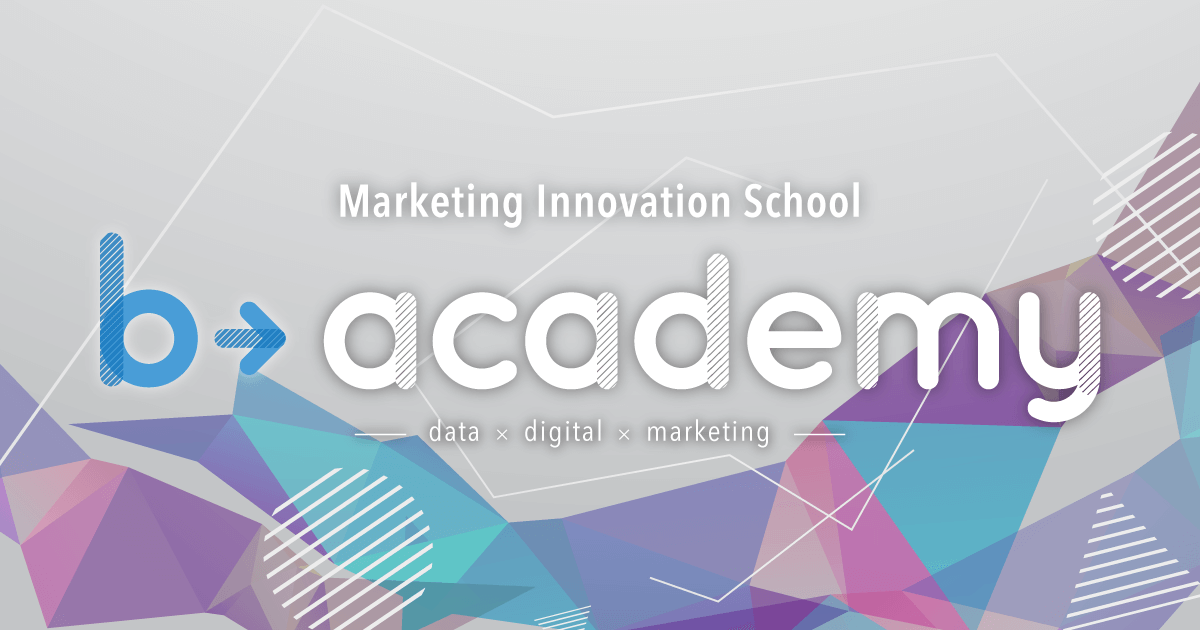 Marketing Innovation School
b→ academy
data × digital × marketing